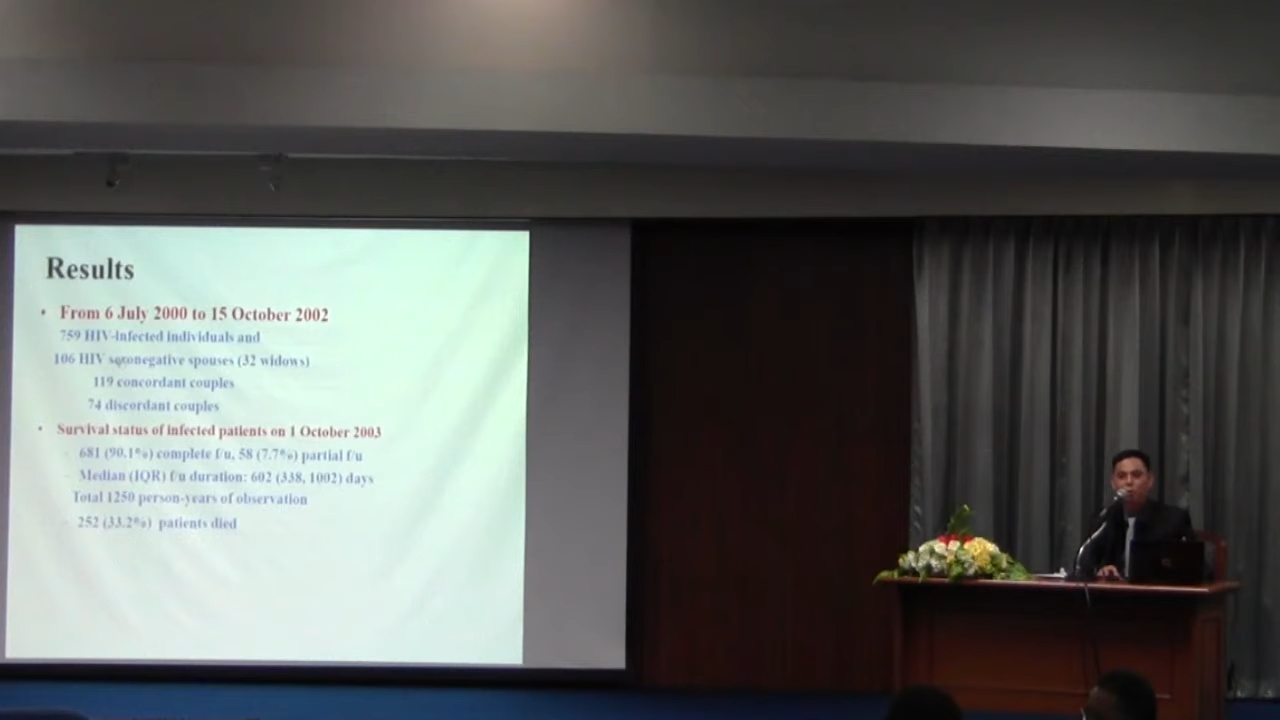 Results
• From 6 July 2000 to 15 October 2002
759 HIV-infected individuals and
106 HIV seronegative spouses (32 widows)
119 concordant couples
74 discordant couples
• Survival status of infected patients on 1 October 2003
- 681 (90.1%) complete f/u, 58 (7.7%) partial f/u
- Median (IQR) f/u duration: 602 (338, 1002) days
Total 1250 person-years of observation
- 252 (33.2%) patients died